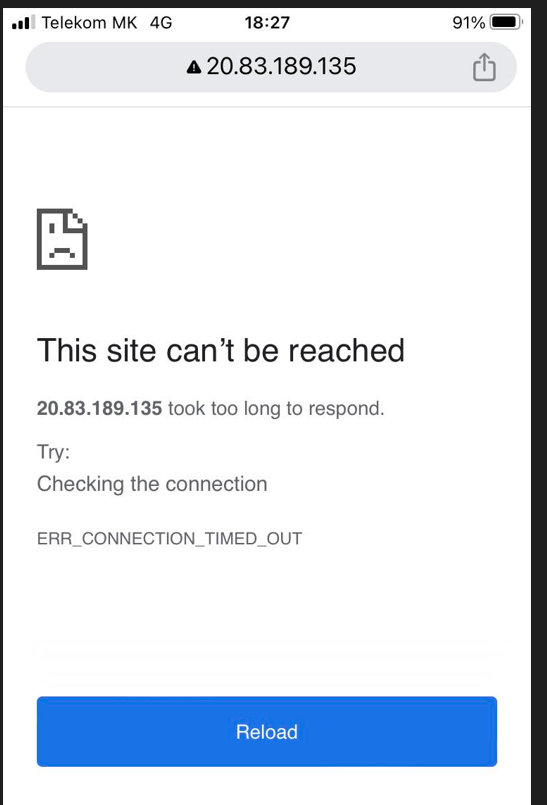 Telekom MK 4G 18:27 91%
20.83.189.135
This site can’t be reached
20.83.189.135 took too long to respond.
Try:
Checking the connection
ERR_CONNECTION_TIMED_OUT
Reload